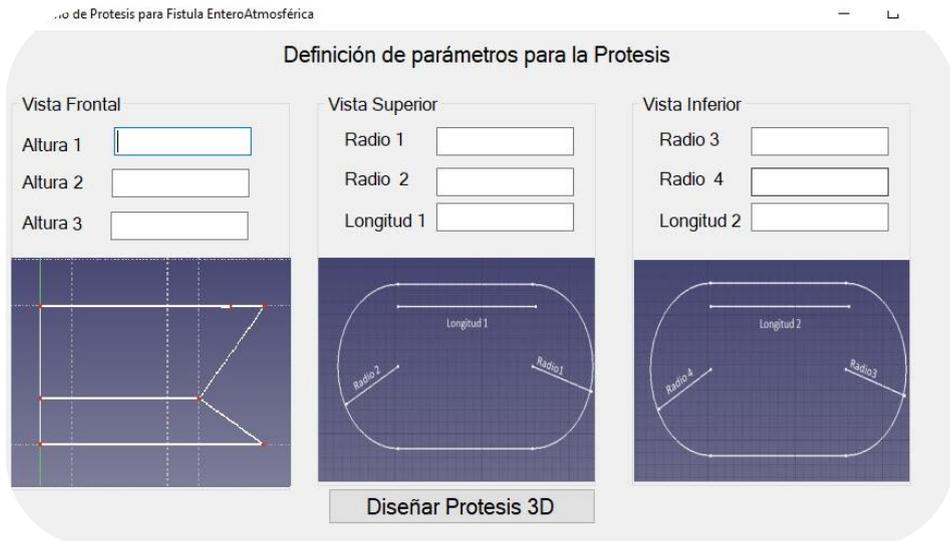 de Protesis para Fistula EnteroAtmosférica
Definición de parámetros para la Protesis
Vista Frontal
Altura 1
Altura 2
Altura 3
Vista Superior
Radio 1
Radio 2
Longitud 1
Longitud 1
Radio 2
Radio1
Vista Inferior
Radio 3
Radio 4
Longitud 2
Longitud 2
Radio 4
Radio3
Diseñar Protesis 3D